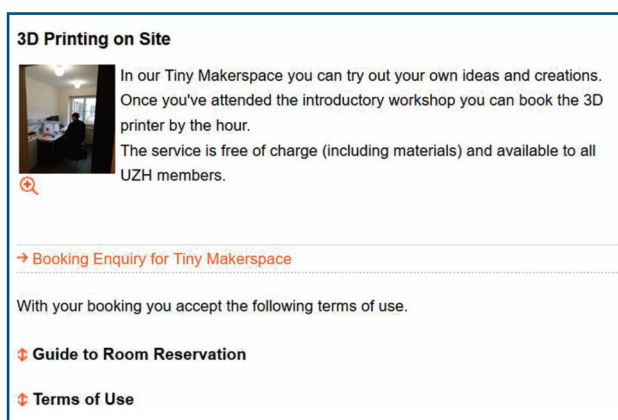 3D Printing on Site
In our Tiny Makerspace you can try out your own ideas and creations.
Once you've attended the introductory workshop you can book the 3D
printer by the hour.
The service is free of charge (including materials) and available to all
UZH members.
Booking Enquiry for Tiny Makerspace
With your booking you accept the following terms of use.
Guide to Room Reservation
Terms of Use